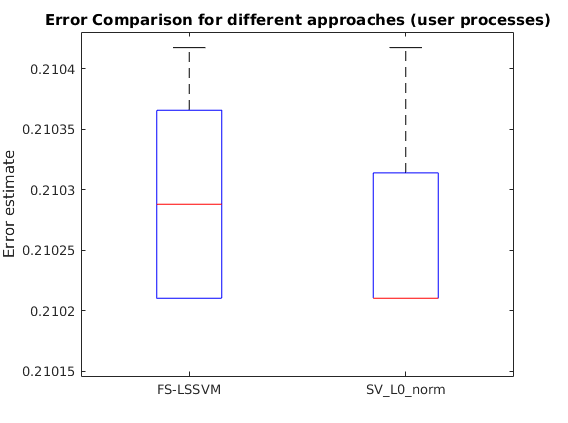 Error Comparison for different approaches (user processes)
Error estimate
0.2104
0.21035
0.2103
0.21025
0.2102
0.21015
FS-LSSVM
SV_L0_norm